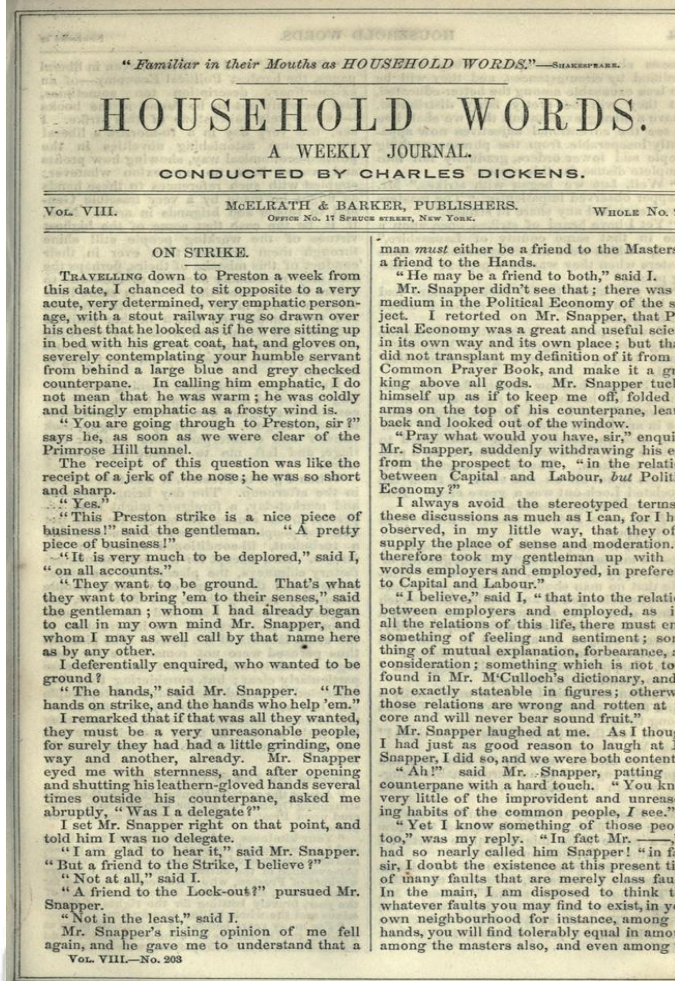 "Familiar in their Mouths as HOUSEHOLD WORDS."—SHAKESPEARE.
HOUSEHOLD WORDS.
A WEEKLY JOURNAL.
CONDUCTED BY CHARLES DICKENS.
VOL. VIII.
McELRATH & BARKER, PUBLISHERS.
OFFICE No. 17 SPRUCE STREET, NEW YORK.
WHOLE No.
ON STRIKE.
TRAVELLING down to Preston a week from
this date, I chanced to sit opposite to a very
acute, very determined, very emphatic person-
age, with a stout railway rug so drawn over
his chest that he looked as if he were sitting up
in bed with his great coat, hat, and gloves on,
severely contemplating your humble servant
from behind a large blue and grey checked
counterpane. In calling him emphatic, I do
not mean that he was warm; he was coldly
and bitingly emphatic as a frosty wind is.
"You are going through to Preston, sir?"
says he, as soon as we were clear of the
Primrose Hill tunnel.
The receipt of this question was like the
receipt of a jerk of the nose; he was so short
and sharp.
"Yes."
"This Preston strike is a nice piece of
business!" said the gentleman. "A pretty
piece of business!"
"It is very much to be deplored," said I,
"on all accounts."
"They want to be ground. That's what
they want to bring 'em to their senses," said
the gentleman; whom I had already began
to call in my own mind Mr. Snapper, and
whom I may as well call by that name here
as by any other.
I deferentially enquired, who wanted to be
ground?
"The hands," said Mr. Snapper. "The
hands on strike, and the hands who help 'em."
I remarked that if that was all they wanted,
they must be a very unreasonable people,
for surely they had had a little grinding, one
way and another, already. Mr. Snapper
eyed me with sternness, and after opening
and shutting his leathern-gloved hands several
times outside his counterpane, asked me
abruptly, "Was I a delegate?"
I set Mr. Snapper right on that point, and
told him I was no delegate.
"I am glad to hear it," said Mr. Snapper.
"But a friend to the Strike, I believe?"
"Not at all," said I.
"A friend to the Lock-out?" pursued Mr.
Snapper.
"Not in the least," said I.
Mr. Snapper's rising opinion of me fell
again, and he gave me to understand that a
VOL. VIII.—No. 203
man must either be a friend to the Masters
a friend to the Hands.
"He may be a friend to both," said I.
Mr. Snapper didn't see that; there was
medium in the Political Economy of the s
ject. I retorted on Mr. Snapper, that P
tical Economy was a great and useful scie
in its own way and its own place; but tha
did not transplant my definition of it from
Common Prayer Book, and make it a gr
king above all gods. Mr. Snapper tuc
himself up as if to keep me off, folded
arms on the top of his counterpane, lea
back and looked out of the window.
"Pray what would you have, sir," enqui
Mr. Snapper, suddenly withdrawing his e
from the prospect to me, "in the relati
between Capital and Labour, but Polit
Economy?"
I always avoid the stereotyped terms
these discussions as much as I can, for I h
observed, in my little way, that they of
supply the place of sense and moderation.
therefore took my gentleman up with
words employers and employed, in prefere
to Capital and Labour."
"I believe," said I, "that into the relati
between employers and employed, as i
all the relations of this life, there must en
something of feeling and sentiment; som
thing of mutual explanation, forbearance, a
consideration; something which is not to
found in Mr. M'Culloch's dictionary, and
not exactly stateable in figures; otherw
those relations are wrong and rotten at
core and will never bear sound fruit."
Mr. Snapper laughed at me. As I thoug
I had just as good reason to laugh at
Snapper, I did so, and we were both content
"Ah!" said Mr. Snapper, patting
counterpane with a hard touch. "You kn
very little of the improvident and unreas
ing habits of the common people, I see."
"Yet I know something of those peo
too," was my reply. "In fact Mr. ——,
had so nearly called him Snapper! "in fa
sir, I doubt the existence at this present ti
of many faults that are merely class fau
In the main, I am disposed to think t
whatever faults you may find to exist, in y
own neighbourhood for instance, among
hands, you will find tolerably equal in amo
among the masters also, and even among